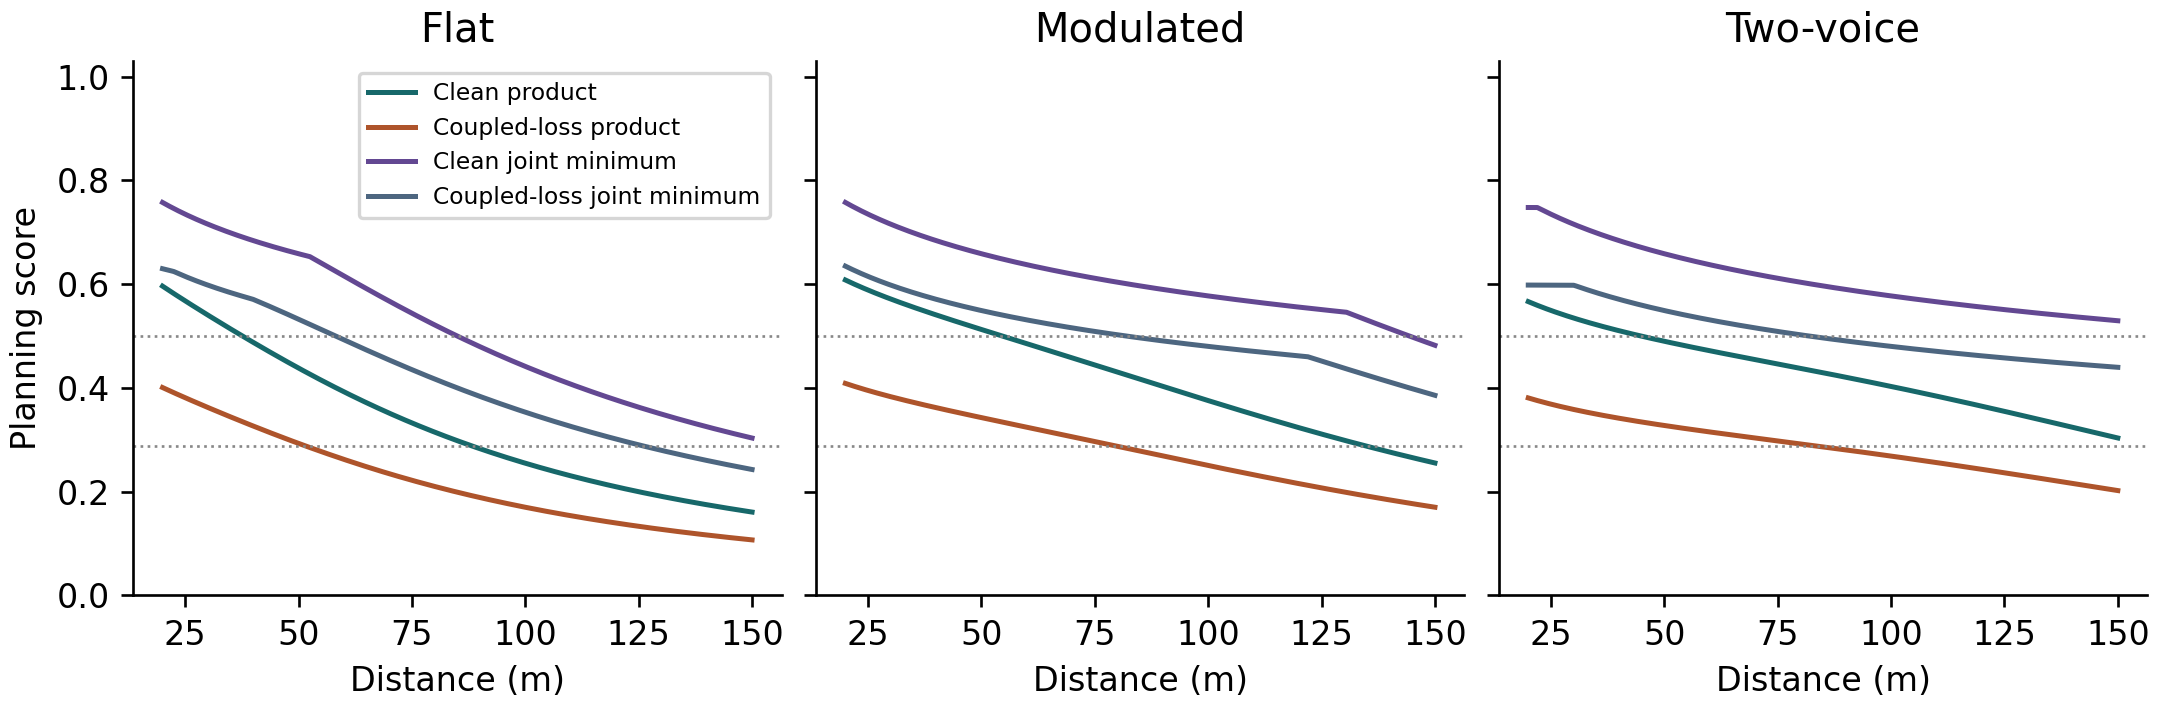 Flat
Modulated
Two-voice
Planning score
1.0
0.8
0.6
0.4
0.2
0.0
Clean product
Coupled-loss product
Clean joint minimum
Coupled-loss joint minimum
25 50 75 100 125 150
25 50 75 100 125 150
25 50 75 100 125 150
Distance (m)
Distance (m)
Distance (m)